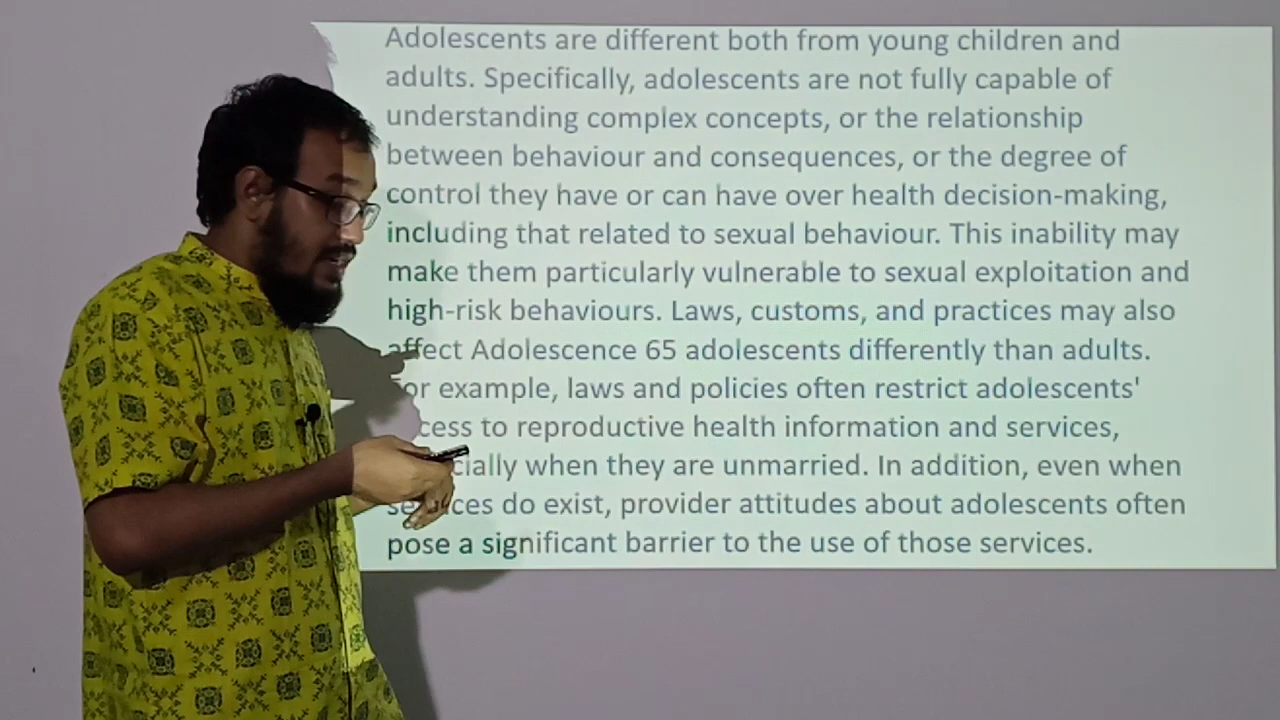 Adolescents are different both from young children and
adults. Specifically, adolescents are not fully capable of
understanding complex concepts, or the relationship
between behaviour and consequences, or the degree of
control they have or can have over health decision-making,
including that related to sexual behaviour. This inability may
make them particularly vulnerable to sexual exploitation and
high-risk behaviours. Laws, customs, and practices may also
affect Adolescence 65 adolescents differently than adults.
For example, laws and policies often restrict adolescents'
access to reproductive health information and services,
especially when they are unmarried. In addition, even when
services do exist, provider attitudes about adolescents often
pose a significant barrier to the use of those services.